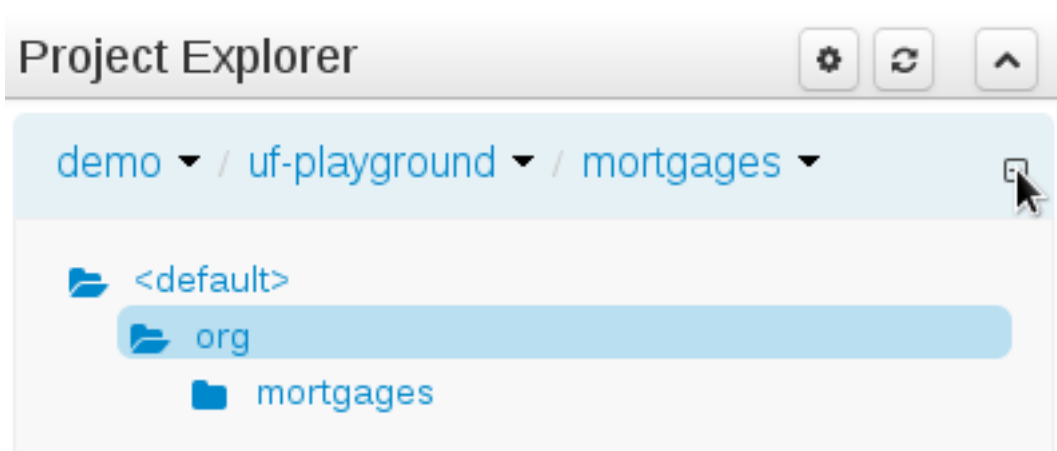 Project Explorer
demo / uf-playground / mortgages
<default>
org
mortgages